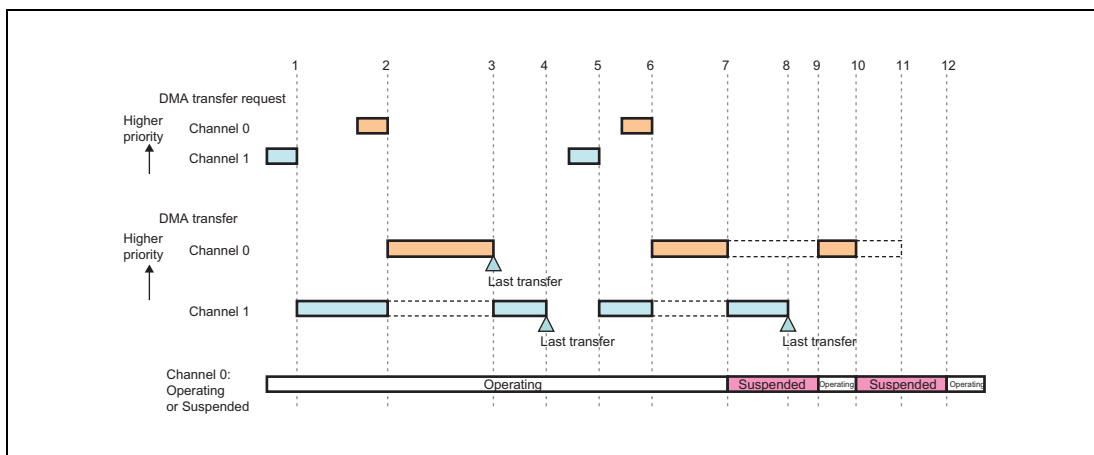 1 2 3 4 5 6 7 8 9 10 11 12
DMA transfer request
Higher
priority
Channel 0
Channel 1
DMA transfer
Higher
priority
Channel 0
Last transfer
Channel 1
Last transfer
Last transfer
Channel 0:
Operating
or Suspended
Operating Suspended Operating Suspended Operating